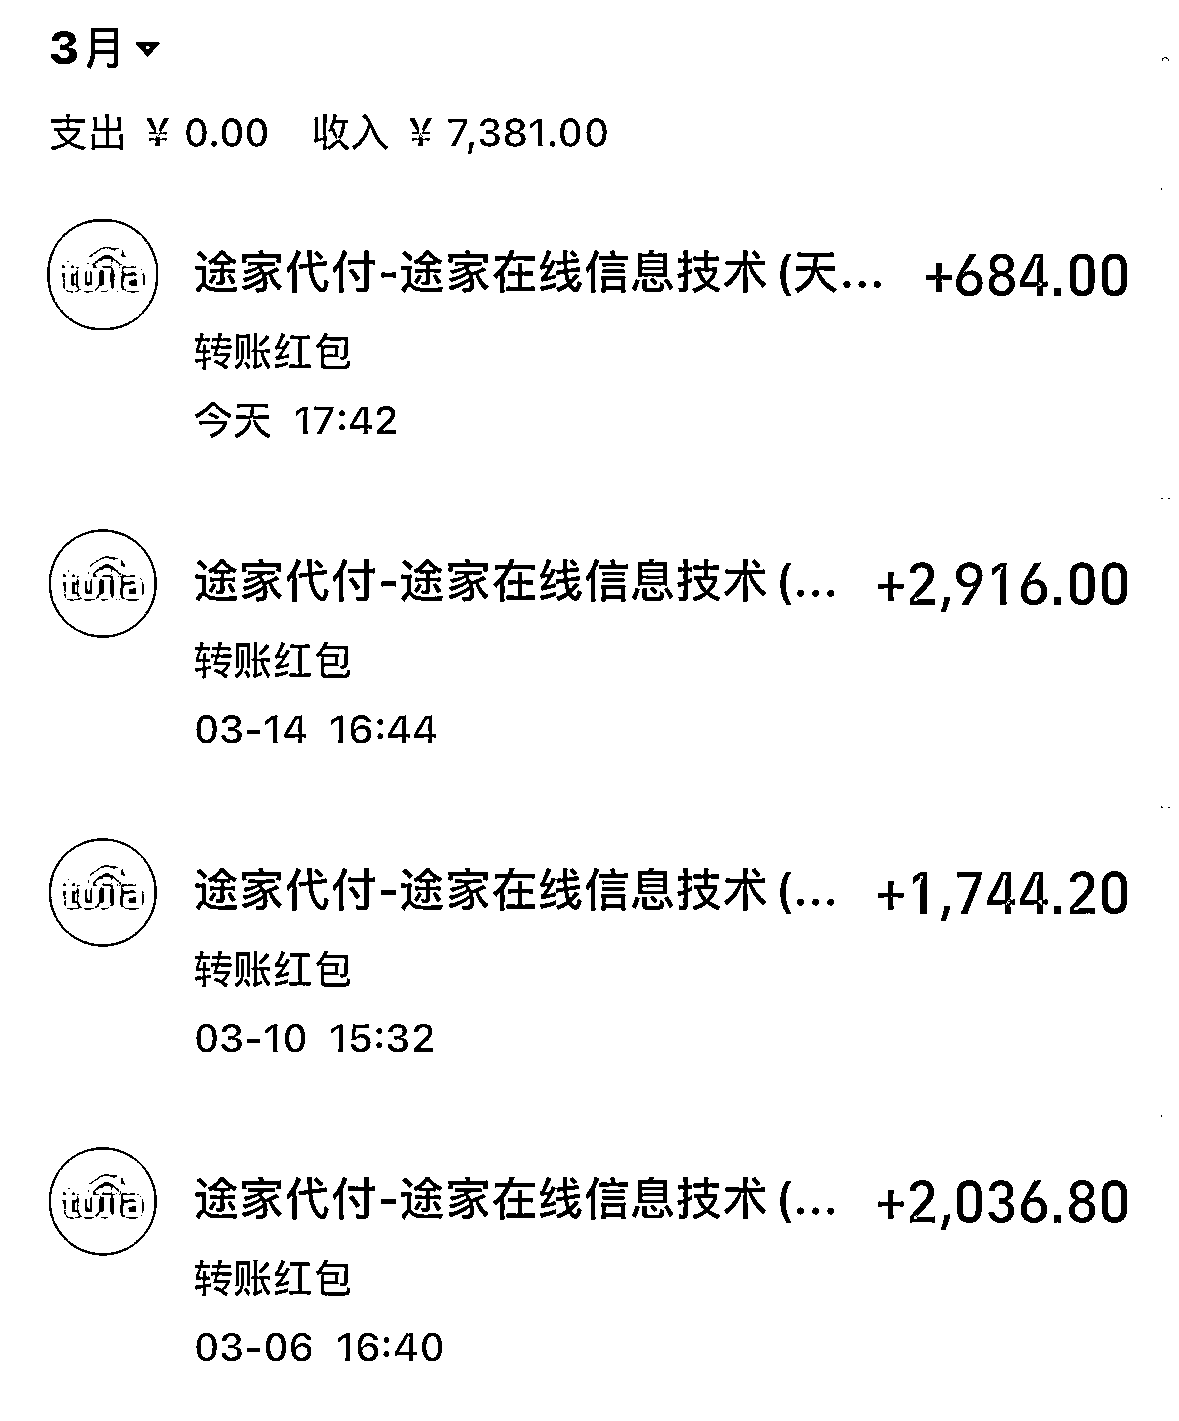 3月
支出 ¥ 0.00 收入 ¥ 7,381.00
途家代付-途家在线信息技术 (天... +684.00
转账红包
今天 17:42
途家代付-途家在线信息技术 (... +2,916.00
转账红包
03-14 16:44
途家代付-途家在线信息技术 (... +1,744.20
转账红包
03-10 15:32
途家代付-途家在线信息技术 (... +2,036.80
转账红包
03-06 16:40